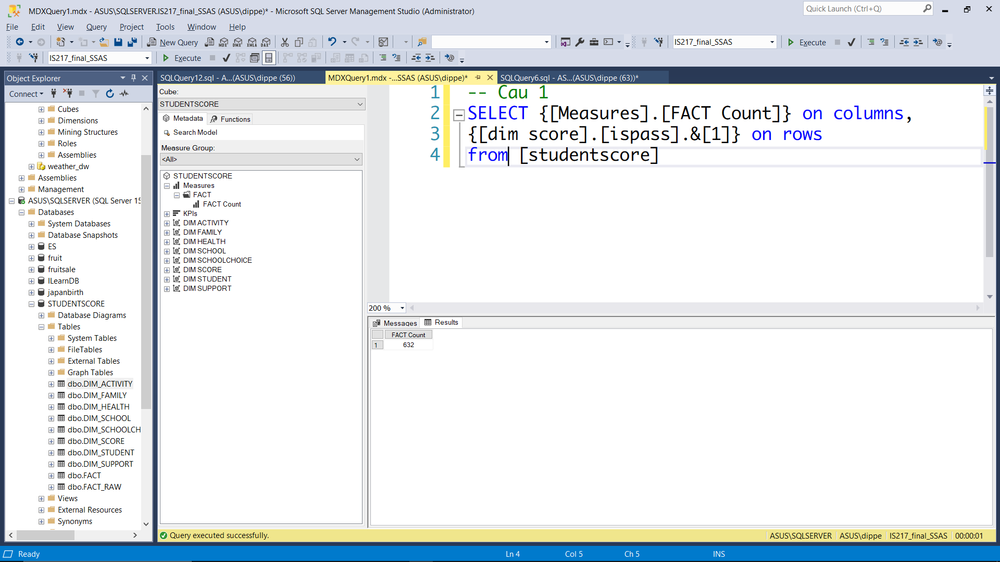 MDXQuery1.mdx - ASUS\SQLSERVER.IS217_final_SSAS (ASUS\dippe)* - Microsoft SQL Server Management Studio (Administrator)
Quick Launch (Ctrl+Q)
File Edit View Query Project Tools Window Help
New Query
MDX DMX XMLA DAX
IS217_final_SSAS
Execute
IS217_final_SSAS
Execute
Object Explorer
Connect
Cubes
Dimensions
Mining Structures
Roles
Assemblies
weather_dw
Assemblies
Management
ASUS\SQLSERVER (SQL Server 15
Databases
System Databases
Database Snapshots
ES
fruit
fruitsale
ILearnDB
japanbirth
STUDENTSCORE
Database Diagrams
Tables
System Tables
FileTables
External Tables
Graph Tables
dbo.DIM_ACTIVITY
dbo.DIM_FAMILY
dbo.DIM_HEALTH
dbo.DIM_SCHOOL
dbo.DIM_SCHOOLCH
dbo.DIM_SCORE
dbo.DIM_STUDENT
dbo.DIM_SUPPORT
dbo.FACT
dbo.FACT_RAW
Views
External Resources
Synonyms
SQLQuery12.sql - A...(ASUS\dippe (56))
MDXQuery1.mdx -...SSAS (ASUS\dippe)*
SQLQuery6.sql - AS...(ASUS\dippe (63))*
Cube:
STUDENTSCORE
Metadata
Functions
Search Model
Measure Group:
<All>
STUDENTSCORE
Measures
FACT
FACT Count
KPIs
DIM ACTIVITY
DIM FAMILY
DIM HEALTH
DIM SCHOOL
DIM SCHOOLCHOICE
DIM SCORE
DIM STUDENT
DIM SUPPORT
1 -- Cau 1
2 SELECT {[Measures].[FACT Count]} on columns,
3 {[dim score].[ispass].&[1]} on rows
4 from [studentscore]
200 %
Messages
Results
FACT Count
1 632
Query executed successfully.
ASUS\SQLSERVER
ASUS\dippe
IS217_final_SSAS
00:00:01
Ready
Ln 4
Col 5
Ch 5
INS